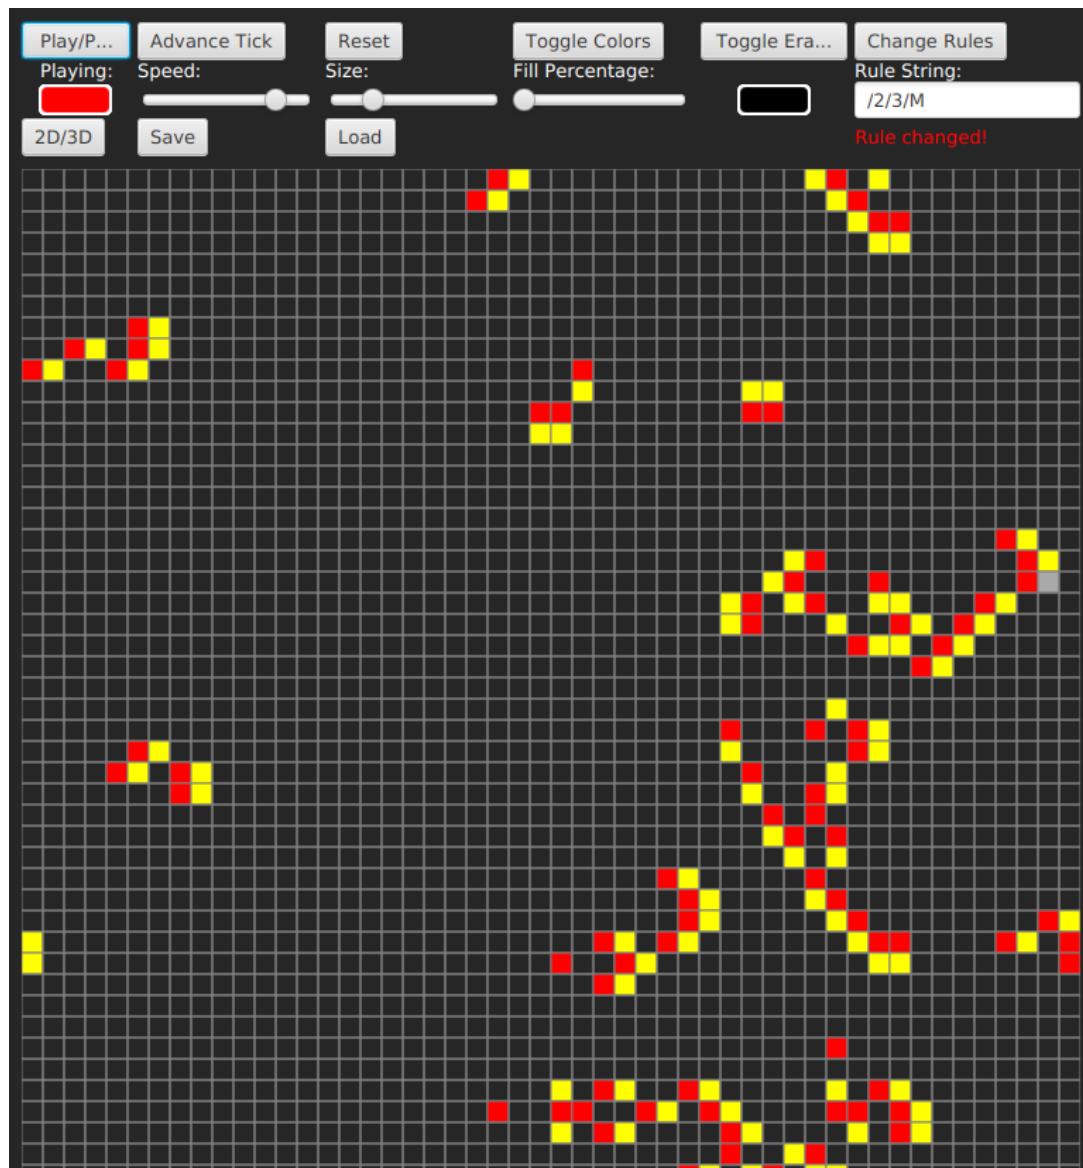 Play/P... Advance Tick Reset Toggle Colors Toggle Era... Change Rules
Playing: Speed: Size: Fill Percentage: Rule String:
/2/3/M
2D/3D Save Load Rule changed!